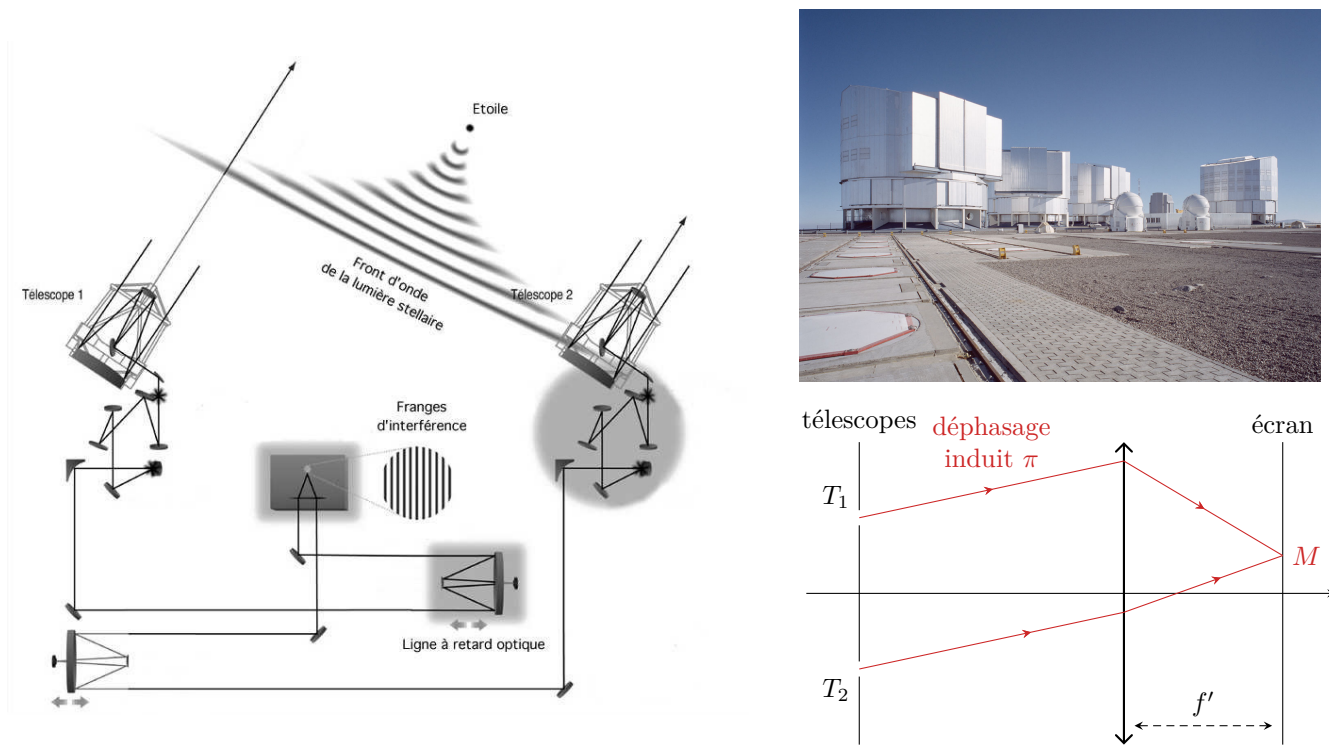 Etoile
Front d'onde
de la lumière stellaire
Télescope 1
Télescope 2
Franges
d'interférence
Ligne à retard optique
télescopes
déphasage
induit π
écran
T1
M
T2
f′